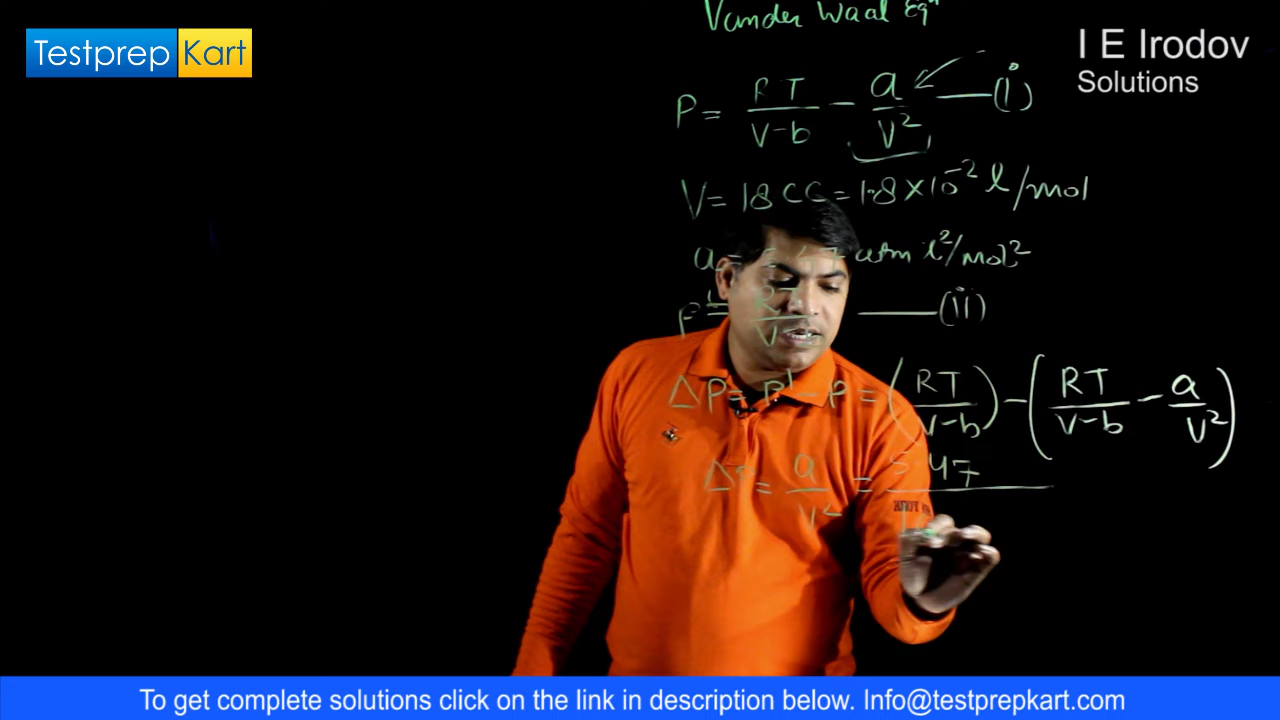 Testprep Kart
I E Irodov
Solutions
Vander Waal Eqⁿ
P = RT/(V-b) - a/V² —(i)
V = 18 CC = 1.8 × 10⁻² l/mol
a = atm l²/mol²
P' = —(ii)
ΔP = P' - P = (RT/(V-b)) - (RT/(V-b) - a/V²)
ΔP = a/V² = 5.47
To get complete solutions click on the link in description below. Info@testprepkart.com